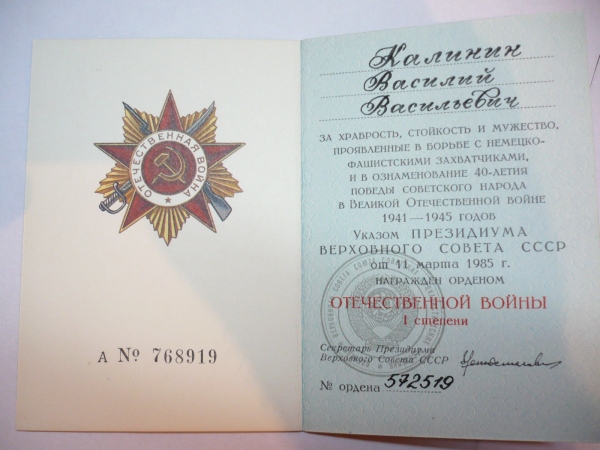 ОТЕЧЕСТВЕННАЯ ВОЙНА
А № 768919
Калинин
Василий
Васильевич
ЗА ХРАБРОСТЬ, СТОЙКОСТЬ И МУЖЕСТВО,
ПРОЯВЛЕННЫЕ В БОРЬБЕ С НЕМЕЦКО-
ФАШИСТСКИМИ ЗАХВАТЧИКАМИ,
И В ОЗНАМЕНОВАНИЕ 40-ЛЕТИЯ
ПОБЕДЫ СОВЕТСКОГО НАРОДА
В ВЕЛИКОЙ ОТЕЧЕСТВЕННОЙ ВОЙНЕ
1941—1945 ГОДОВ
УКАЗОМ ПРЕЗИДИУМА
ВЕРХОВНОГО СОВЕТА СССР
от 11 марта 1985 г.
НАГРАЖДЕН ОРДЕНОМ
ОТЕЧЕСТВЕННОЙ ВОЙНЫ
I степени
Секретарь Президиума
Верховного Совета СССР
№ ордена 572519